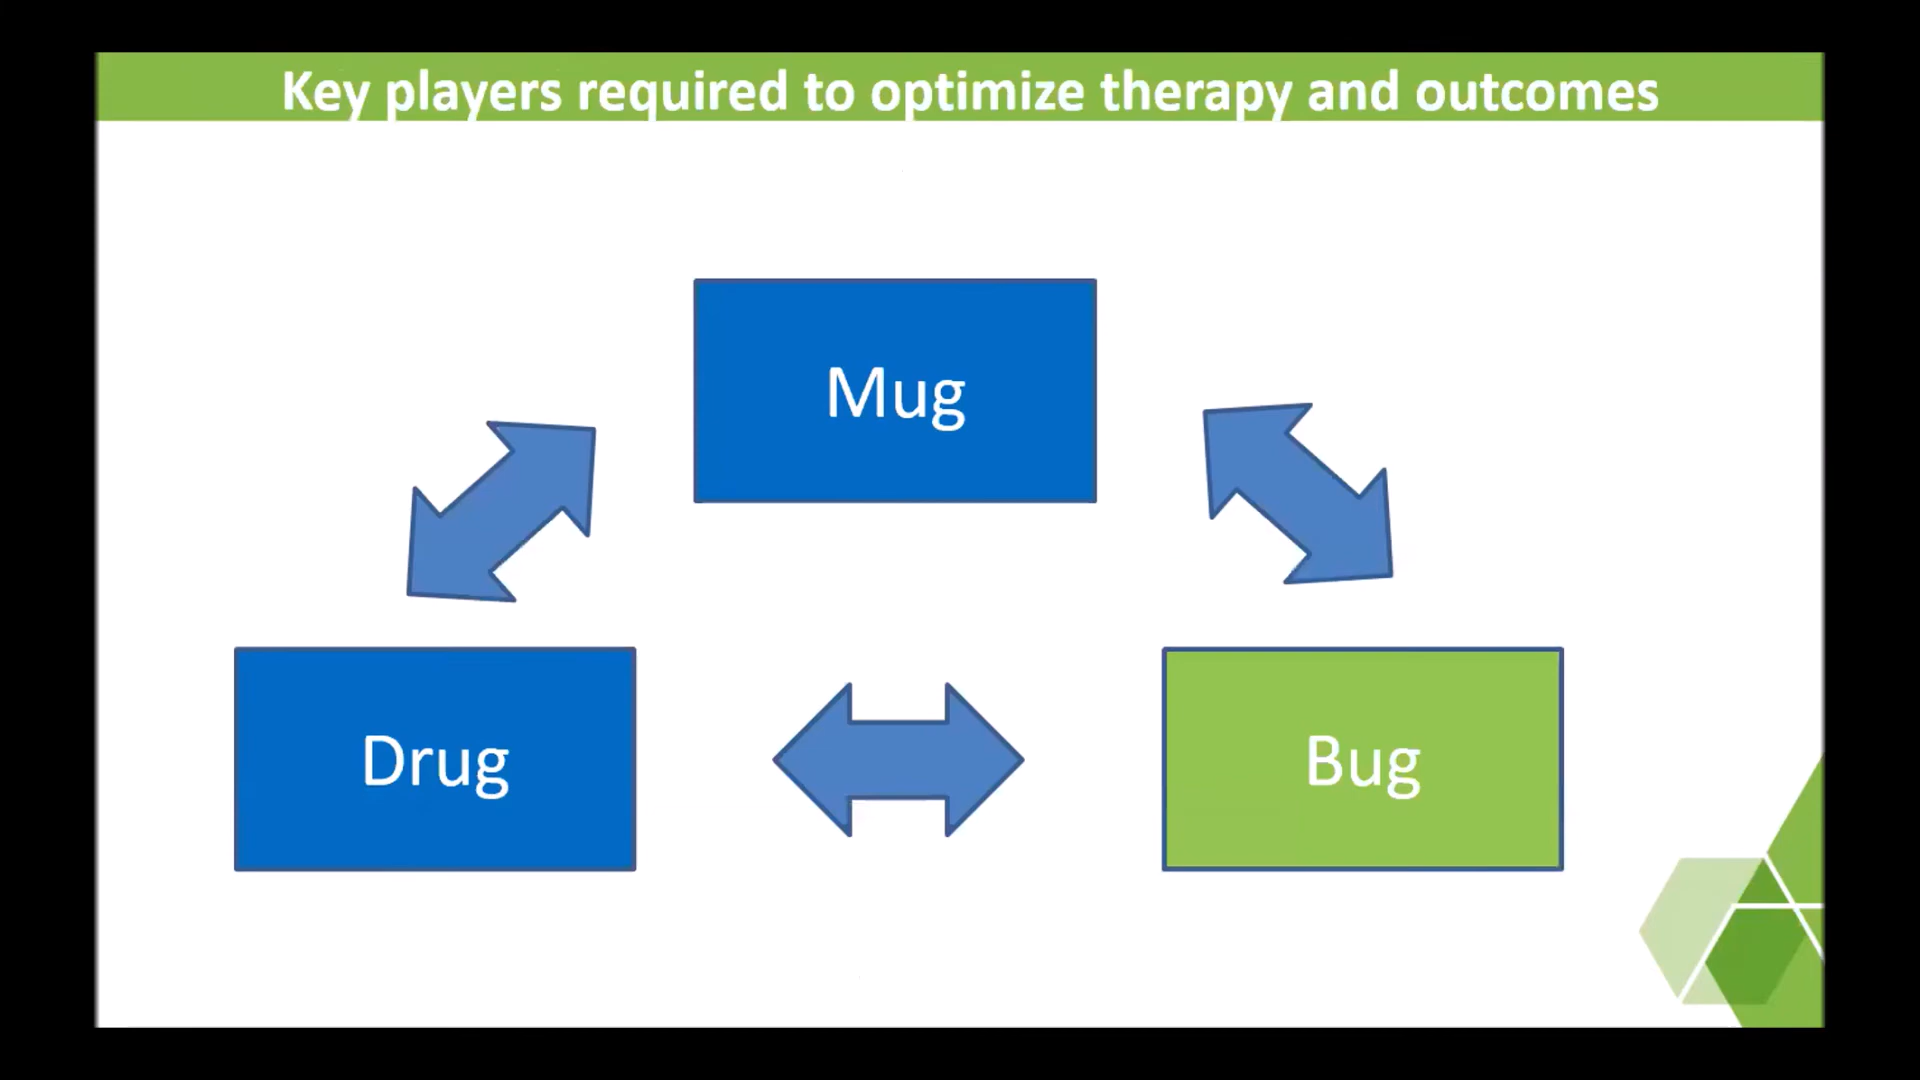 Key players required to optimize therapy and outcomes
Mug
Drug
Bug